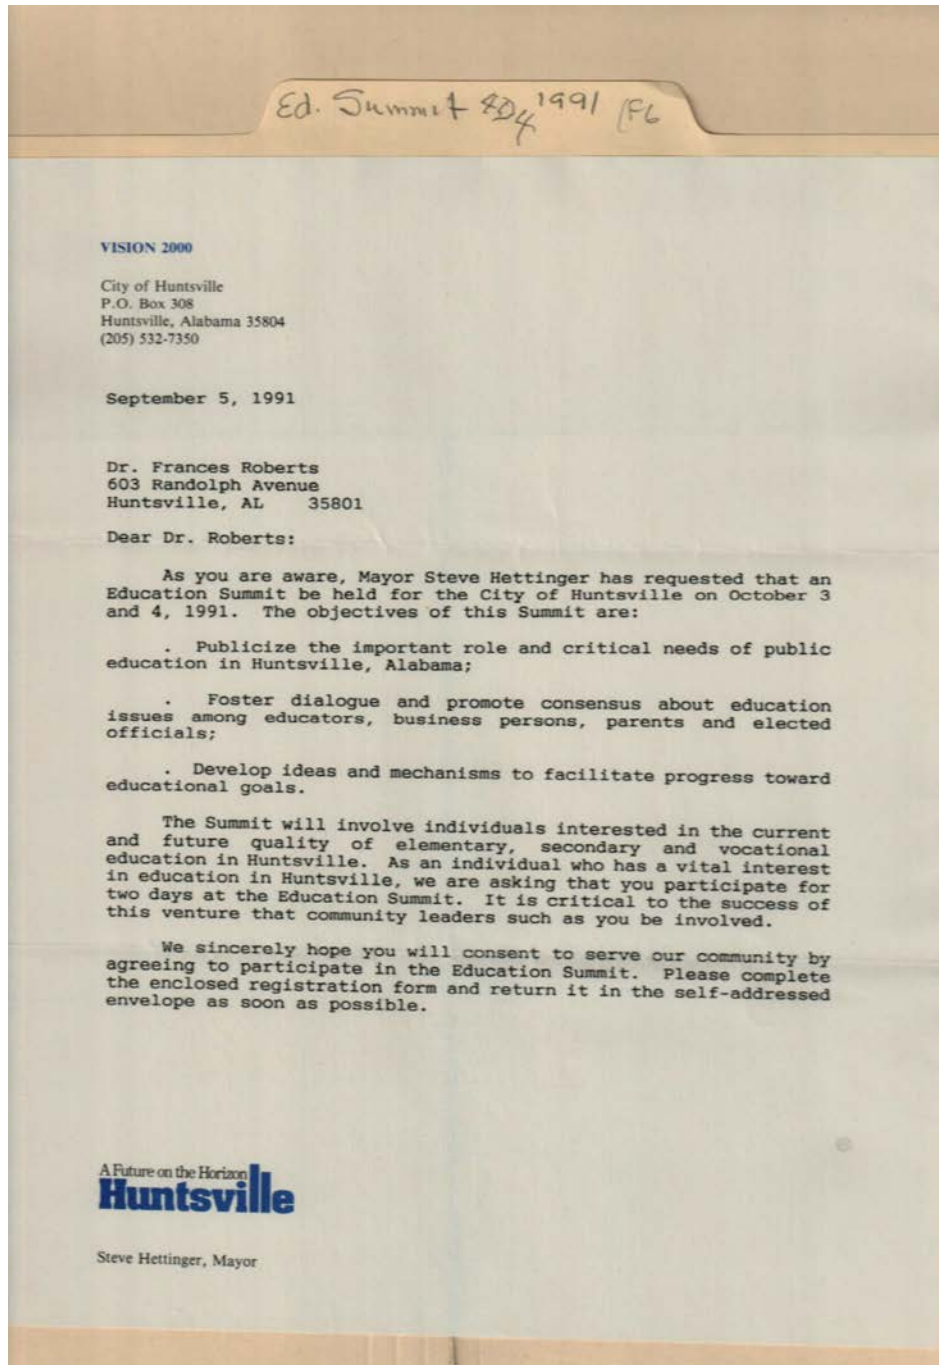 Ed. Summit 1991 (F6
VISION 2000
City of Huntsville
P.O. Box 308
Huntsville, Alabama 35804
(205) 532-7350
September 5, 1991
Dr. Frances Roberts
603 Randolph Avenue
Huntsville, AL 35801
Dear Dr. Roberts:
As you are aware, Mayor Steve Hettinger has requested that an
Education Summit be held for the City of Huntsville on October 3
and 4, 1991. The objectives of this Summit are:
. Publicize the important role and critical needs of public
education in Huntsville, Alabama;
. Foster dialogue and promote consensus about education
issues among educators, business persons, parents and elected
officials;
. Develop ideas and mechanisms to facilitate progress toward
educational goals.
The Summit will involve individuals interested in the current
and future quality of elementary, secondary and vocational
education in Huntsville. As an individual who has a vital interest
in education in Huntsville, we are asking that you participate for
two days at the Education Summit. It is critical to the success of
this venture that community leaders such as you be involved.
We sincerely hope you will consent to serve our community by
agreeing to participate in the Education Summit. Please complete
the enclosed registration form and return it in the self-addressed
envelope as soon as possible.
A Future on the Horizon
Huntsville
Steve Hettinger, Mayor